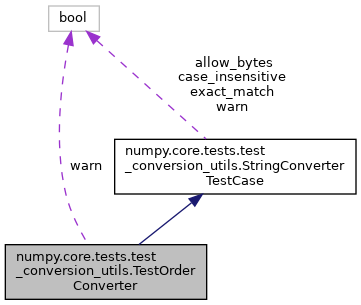 bool
allow_bytes
case_insensitive
exact_match
warn
warn
numpy.core.tests.test
_conversion_utils.StringConverter
TestCase
numpy.core.tests.test
_conversion_utils.TestOrder
Converter